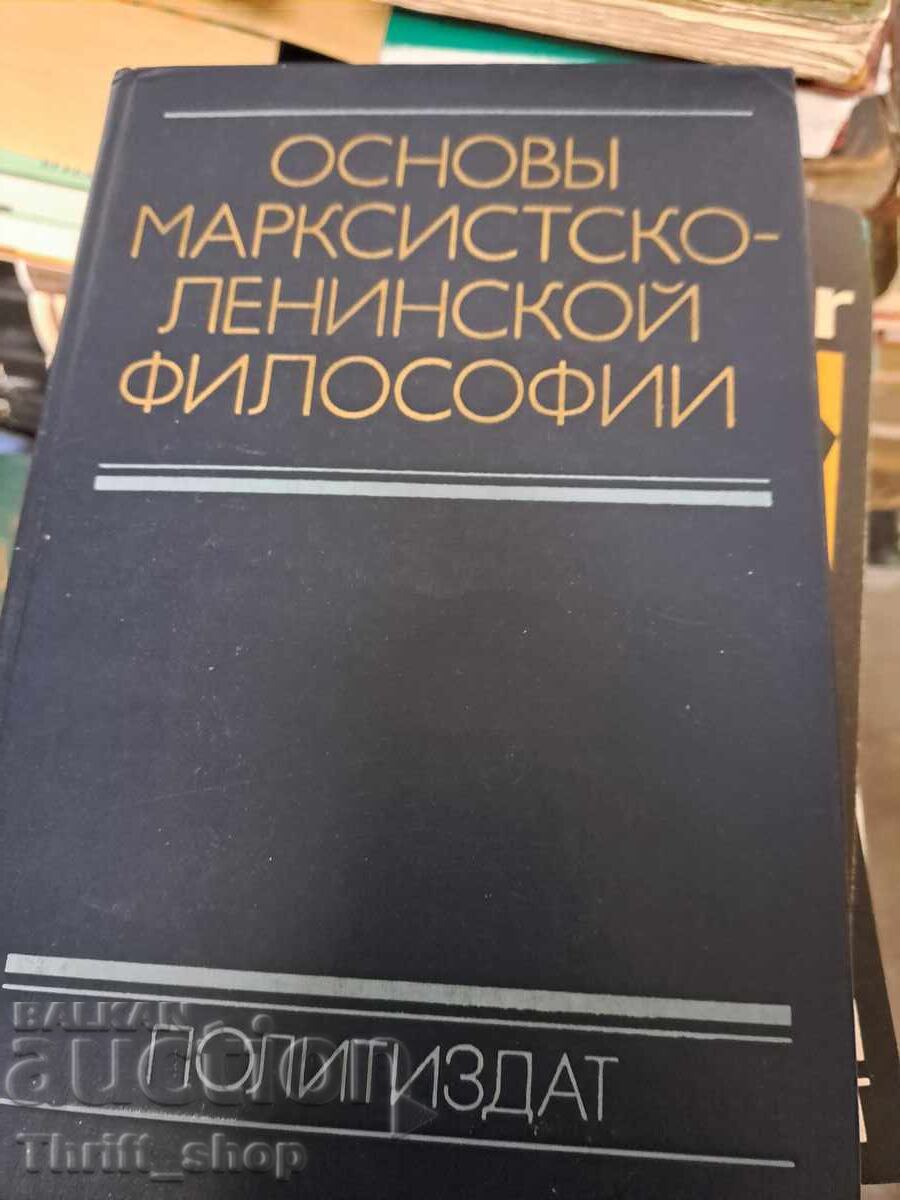 ОСНОВЫ
МАРКСИСТСКО-
ЛЕНИНСКОЙ
ФИЛОСОФИИ
r
BALKAN
auction
ПОЛИТИЗДАТ
Thrift_shop